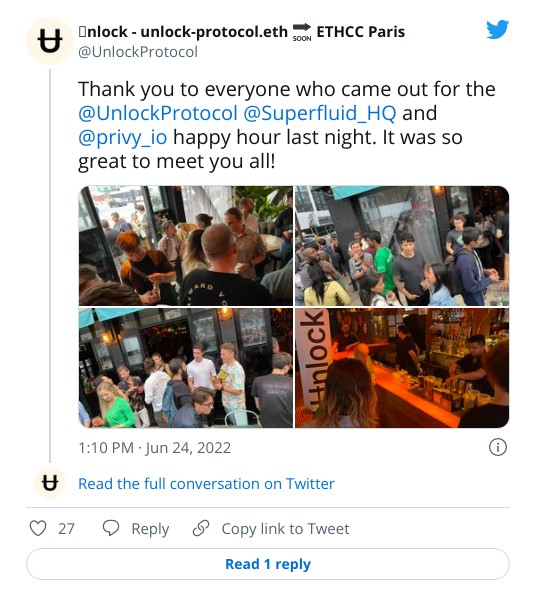 nlock - unlock-protocol.eth SOON ETHCC Paris
@UnlockProtocol
Thank you to everyone who came out for the
@UnlockProtocol @Superfluid_HQ and
@privy_io happy hour last night. It was so
great to meet you all!
Unlock
1:10 PM · Jun 24, 2022
Read the full conversation on Twitter
27 Reply Copy link to Tweet
Read 1 reply